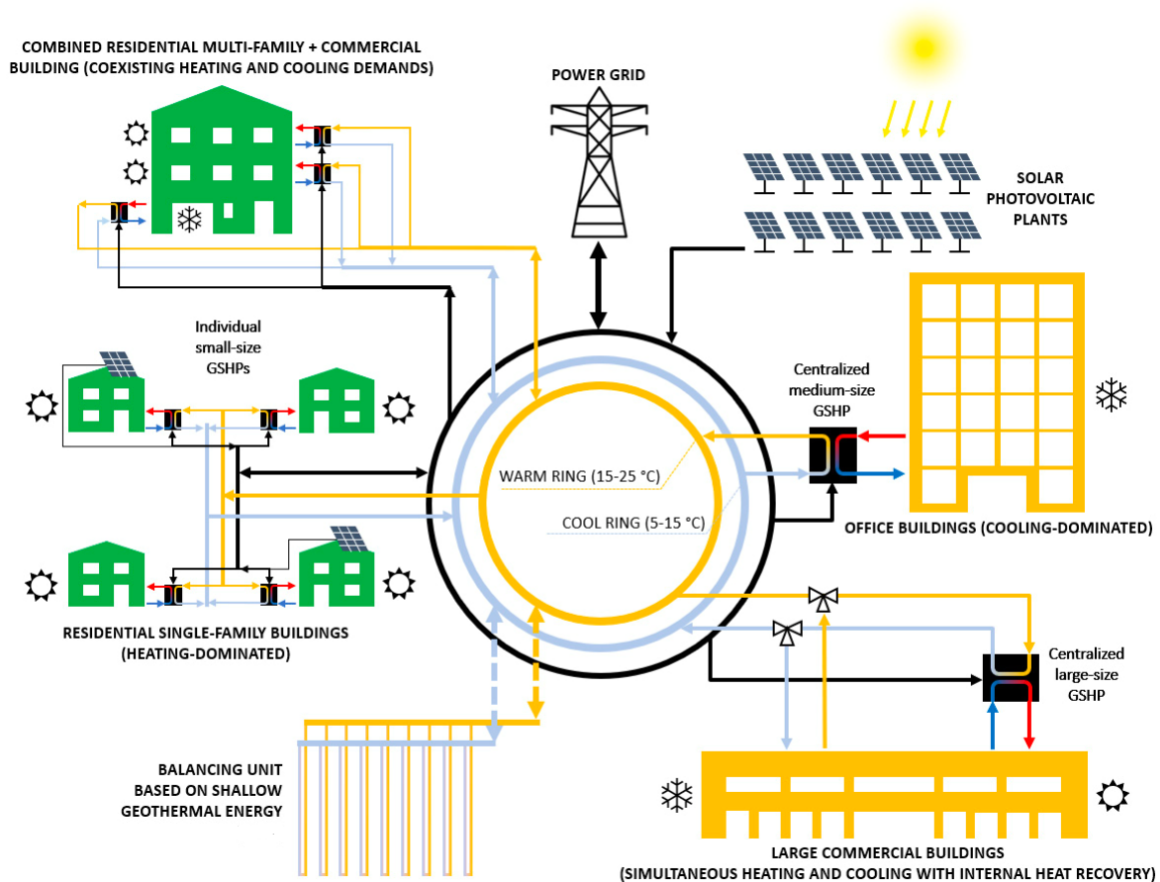 COMBINED RESIDENTIAL MULTI-FAMILY + COMMERCIAL
BUILDING (COEXISTING HEATING AND COOLING DEMANDS)
POWER GRID
SOLAR
PHOTOVOLTAIC
PLANTS
Individual
small-size
GSHPs
Centralized
medium-size
GSHP
WARM RING (15-25 °C)
COOL RING (5-15 °C)
OFFICE BUILDINGS (COOLING-DOMINATED)
RESIDENTIAL SINGLE-FAMILY BUILDINGS
(HEATING-DOMINATED)
Centralized
large-size
GSHP
BALANCING UNIT
BASED ON SHALLOW
GEOTHERMAL ENERGY
LARGE COMMERCIAL BUILDINGS
(SIMULTANEOUS HEATING AND COOLING WITH INTERNAL HEAT RECOVERY)